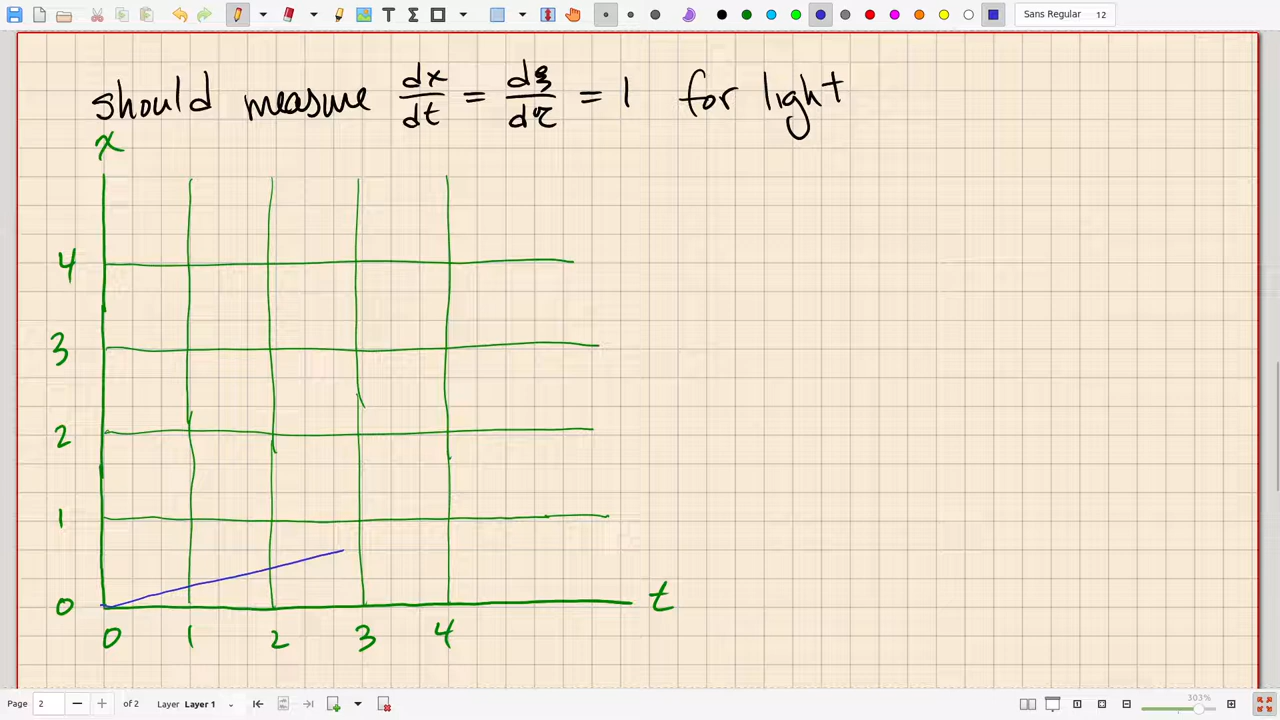 Sans Regular 12
should measure dx/dt = dξ/dτ = 1 for light
x
4
3
2
1
0
t
0 1 2 3 4
Page 2 of 2 Layer Layer 1 303%